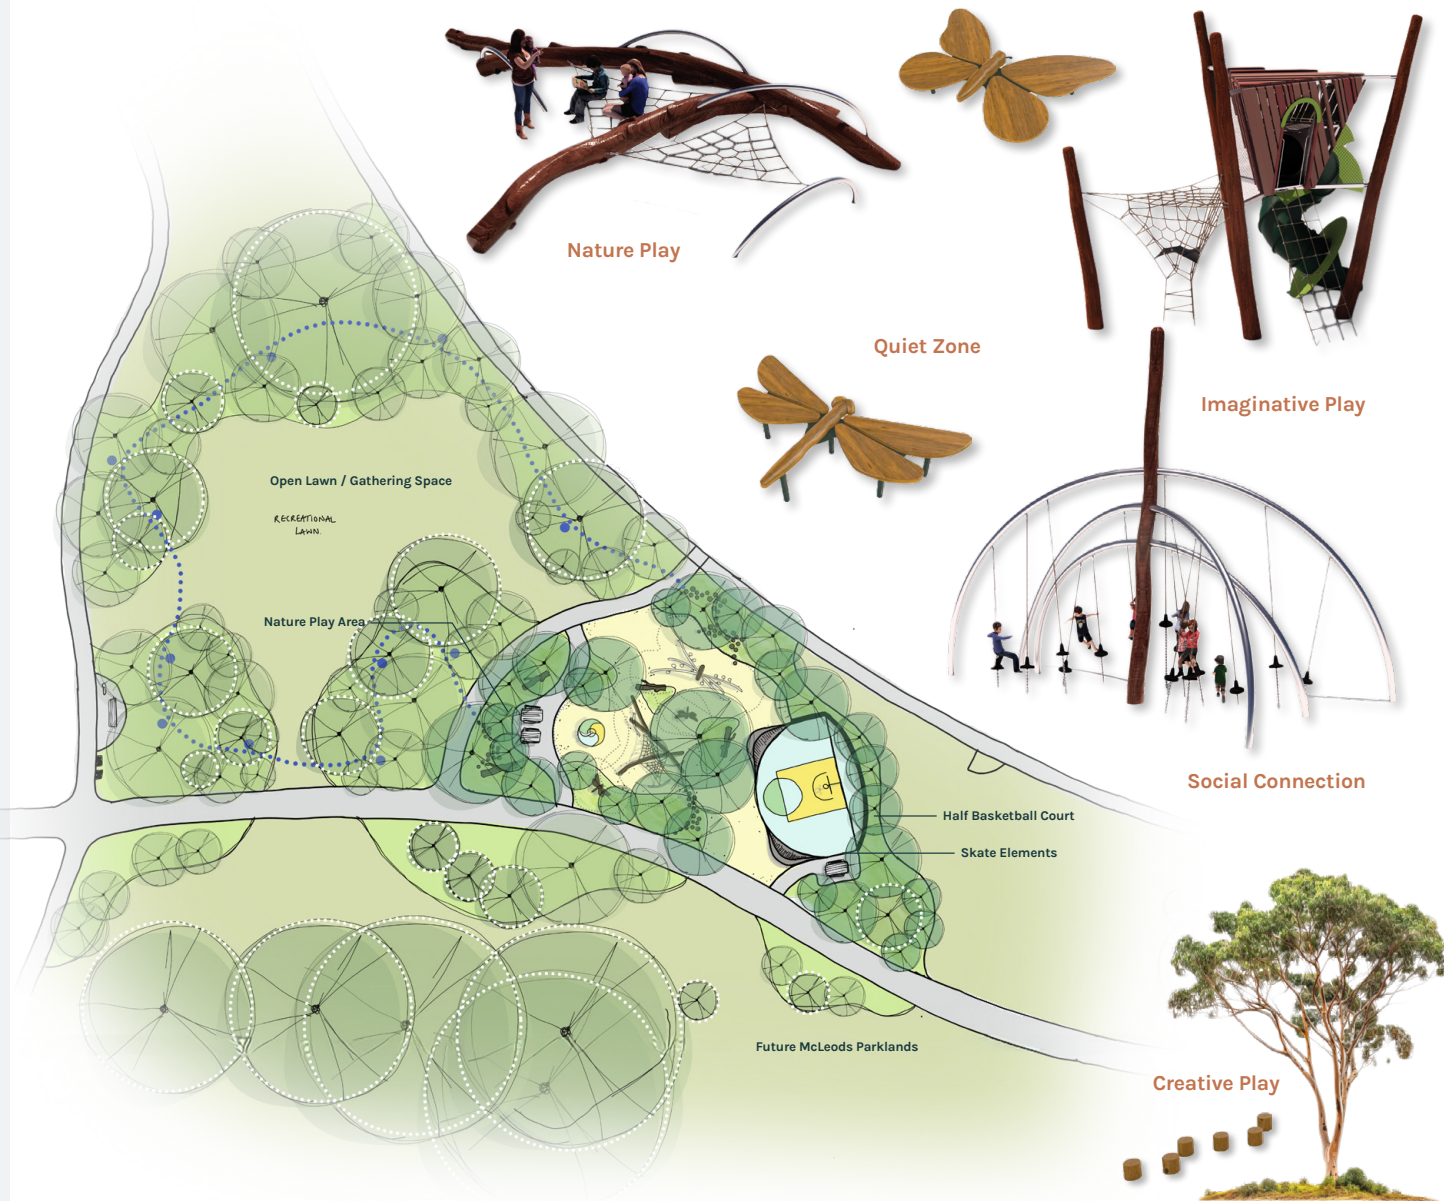 Nature Play
Quiet Zone
Imaginative Play
Open Lawn / Gathering Space
RECREATIONAL
LAWN.
Nature Play Area
Social Connection
Half Basketball Court
Skate Elements
Future McLeods Parklands
Creative Play